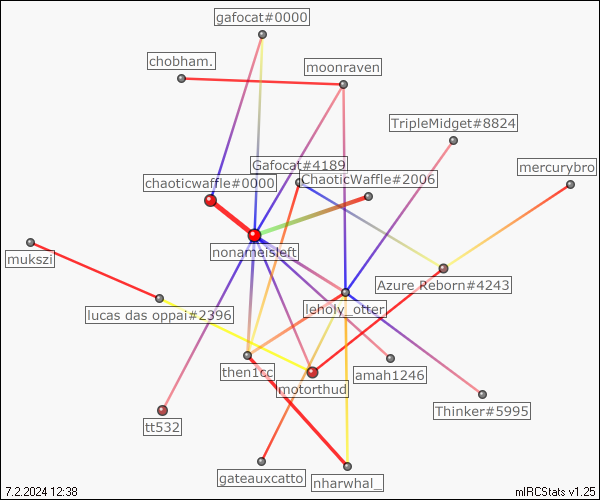 gafocat#0000
chobham.
moonraven
TripleMidget#8824
Gafocat#4189
mercurybro
chaoticwaffle#0000
ChaoticWaffle#2006
nonameisleft
mukszi
Azure Reborn#4243
lucas das oppai#2396
leholy_otter
then1cc
amah1246
motorthud
Thinker#5995
tt532
gateauxcatto
nharwhal_
7.2.2024 12:38
mIRCStats v1.25